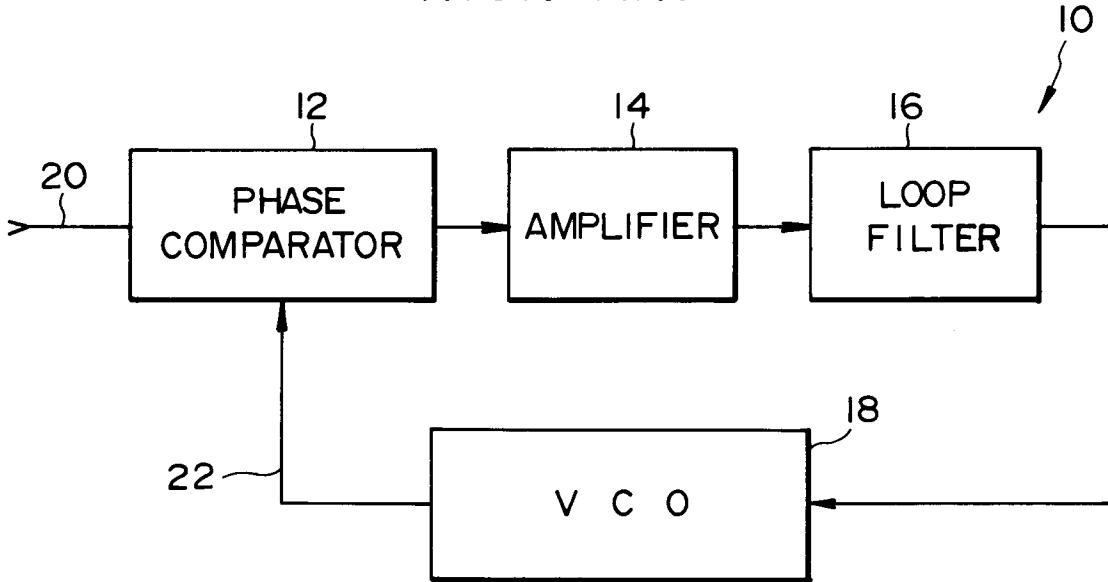 10
12
14
16
20
PHASE
COMPARATOR
AMPLIFIER
LOOP
FILTER
18
22
V C O